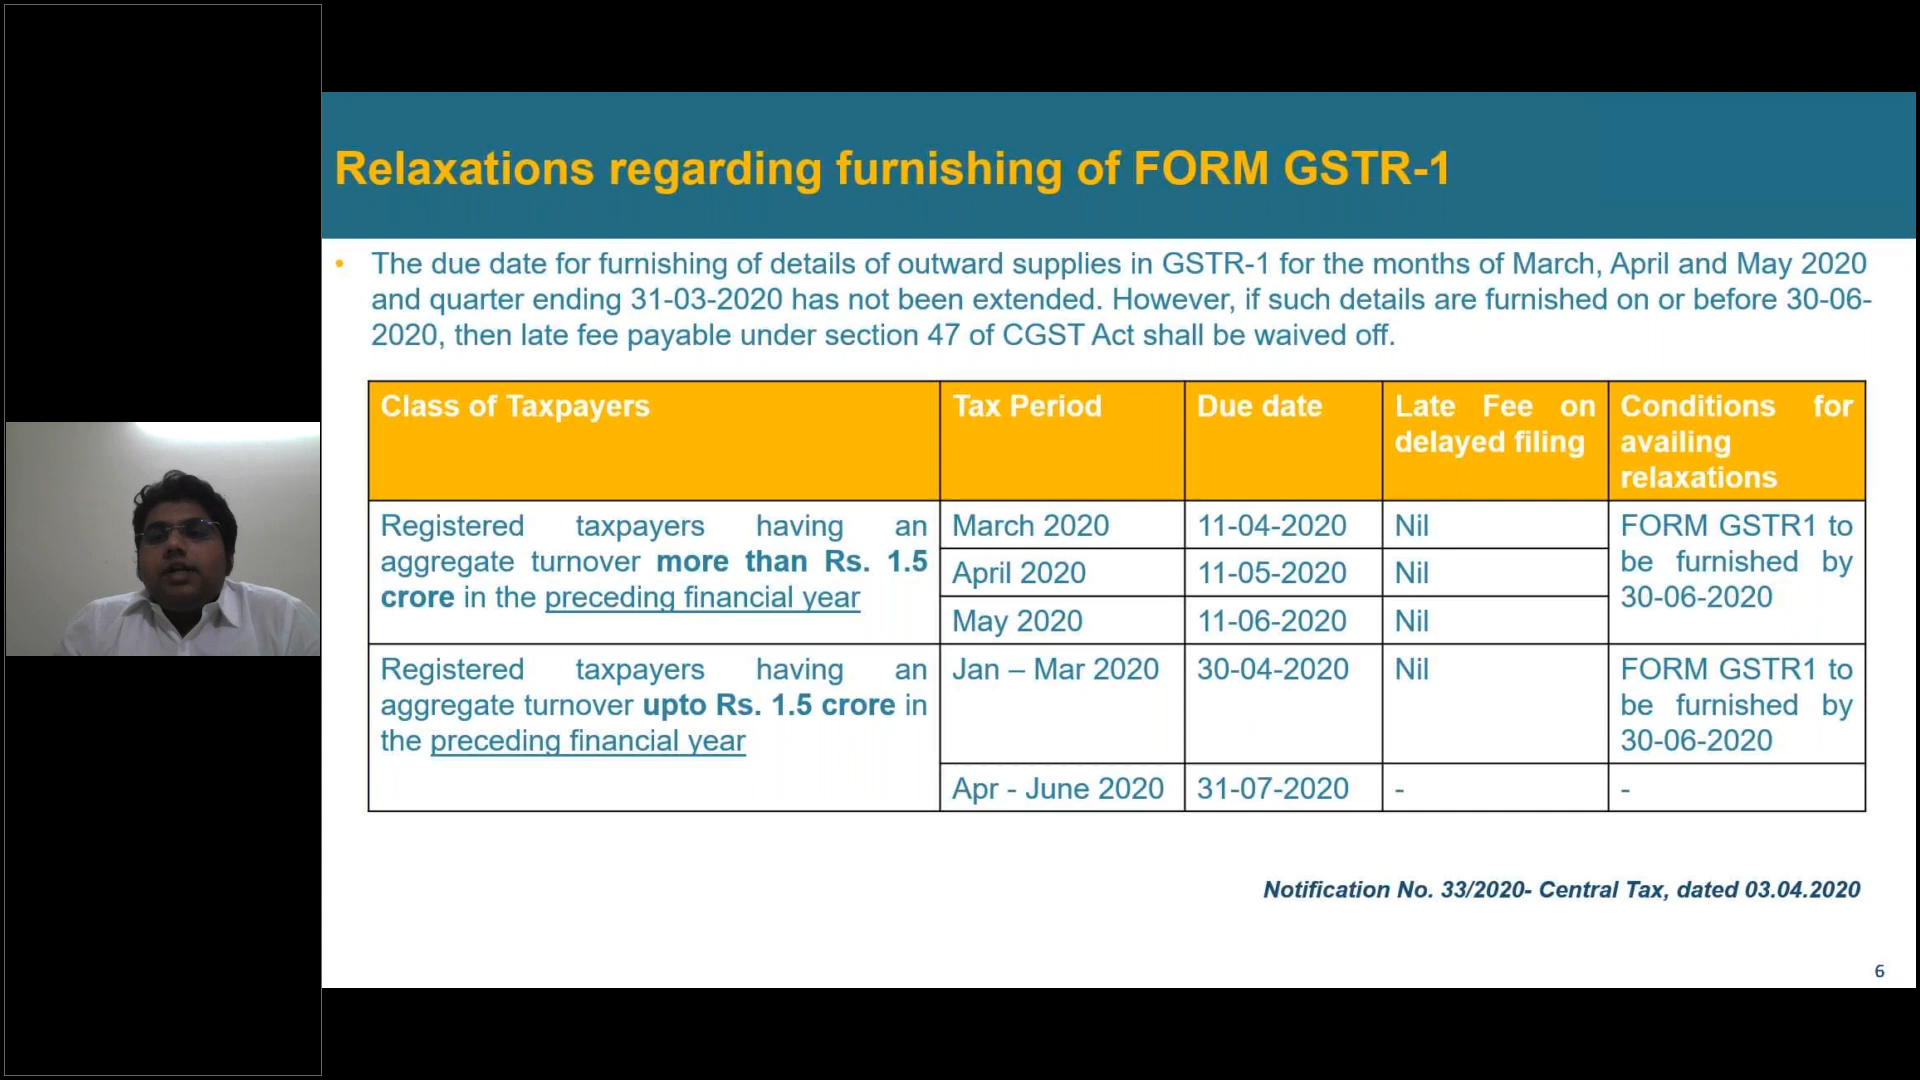 Relaxations regarding furnishing of FORM GSTR-1
• The due date for furnishing of details of outward supplies in GSTR-1 for the months of March, April and May 2020
and quarter ending 31-03-2020 has not been extended. However, if such details are furnished on or before 30-06-
2020, then late fee payable under section 47 of CGST Act shall be waived off.
Class of Taxpayers
Tax Period
Due date
Late Fee on
delayed filing
Conditions for
availing
relaxations
Registered taxpayers having an
aggregate turnover more than Rs. 1.5
crore in the preceding financial year
March 2020
11-04-2020
Nil
FORM GSTR1 to
be furnished by
30-06-2020
April 2020
11-05-2020
Nil
May 2020
11-06-2020
Nil
Registered taxpayers having an
aggregate turnover upto Rs. 1.5 crore in
the preceding financial year
Jan – Mar 2020
30-04-2020
Nil
FORM GSTR1 to
be furnished by
30-06-2020
Apr - June 2020
31-07-2020
-
-
Notification No. 33/2020- Central Tax, dated 03.04.2020
6